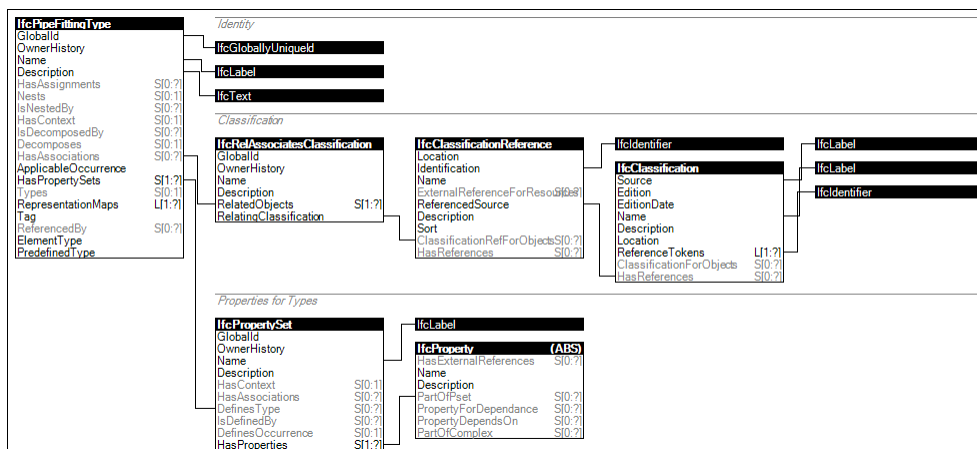 Identity
IfcPipeFittingType
GlobalId
OwnerHistory
Name
Description
HasAssignments S[0:?]
Nests S[0:1]
IsNestedBy S[0:?]
HasContext S[0:1]
IsDecomposedBy S[0:?]
Decomposes S[0:1]
HasAssociations S[0:?]
ApplicableOccurrence
HasPropertySets S[1:?]
Types S[0:1]
RepresentationMaps L[1:?]
Tag
ReferencedBy S[0:?]
ElementType
PredefinedType
IfcGloballyUniqueId
IfcLabel
IfcText
Classification
IfcRelAssociatesClassification
GlobalId
OwnerHistory
Name
Description
RelatedObjects S[1:?]
RelatingClassification
IfcClassificationReference
Location
Identification
Name
ExternalReferenceForResources S[0:?]
ReferencedSource
Description
Sort
ClassificationRefForObjects S[0:?]
HasReferences S[0:?]
IfcIdentifier
IfcClassification
Source
Edition
EditionDate
Name
Description
Location
ReferenceTokens L[1:?]
ClassificationForObjects S[0:?]
HasReferences S[0:?]
IfcLabel
IfcLabel
IfcIdentifier
Properties for Types
IfcPropertySet
GlobalId
OwnerHistory
Name
Description
HasContext S[0:1]
HasAssociations S[0:?]
DefinesType S[0:?]
IsDefinedBy S[0:?]
DefinesOccurrence S[0:1]
HasProperties S[1:?]
IfcLabel
IfcProperty (ABS)
HasExternalReferences S[0:?]
Name
Description
PartOfPset S[0:?]
PropertyForDependance S[0:?]
PropertyDependsOn S[0:?]
PartOfComplex S[0:?]